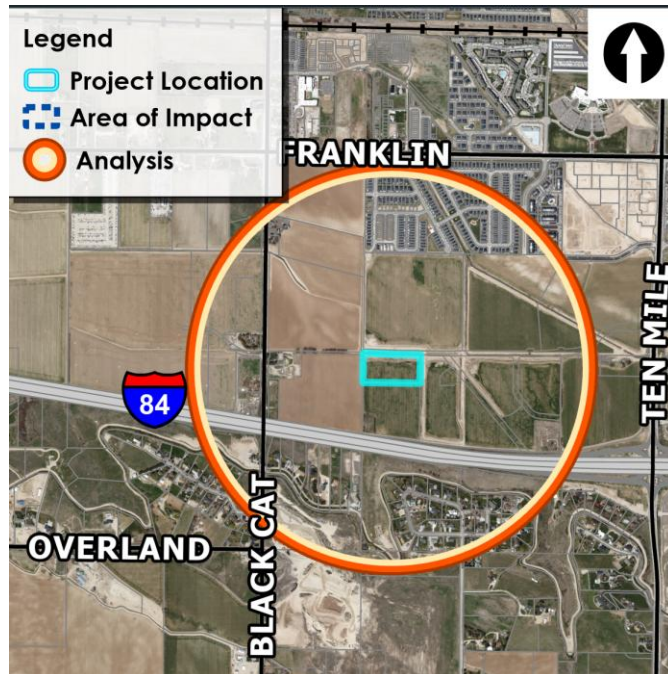 Legend
Project Location
Area of Impact
Analysis
FRANKLIN
TEN MILE
84
BLACK CAT
OVERLAND